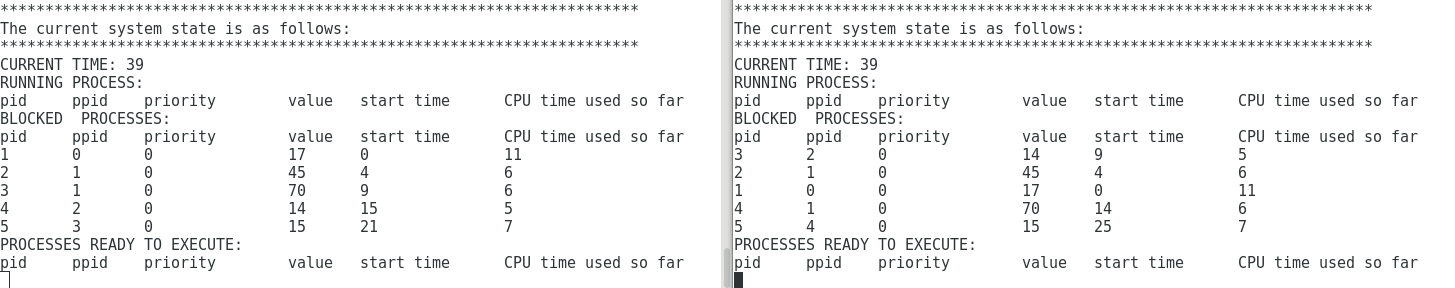 ***********************************************************************
The current system state is as follows:
***********************************************************************
CURRENT TIME: 39
RUNNING PROCESS:
pid     ppid    priority        value   start time      CPU time used so far
BLOCKED  PROCESSES:
pid     ppid    priority        value   start time      CPU time used so far
1       0       0               17      0               11
2       1       0               45      4               6
3       1       0               70      9               6
4       2       0               14      15              5
5       3       0               15      21              7
PROCESSES READY TO EXECUTE:
pid     ppid    priority        value   start time      CPU time used so far
***********************************************************************
The current system state is as follows:
***********************************************************************
CURRENT TIME: 39
RUNNING PROCESS:
pid     ppid    priority        value   start time      CPU time used so far
BLOCKED  PROCESSES:
pid     ppid    priority        value   start time      CPU time used so far
3       2       0               14      9               5
2       1       0               45      4               6
1       0       0               17      0               11
4       1       0               70      14              6
5       4       0               15      25              7
PROCESSES READY TO EXECUTE:
pid     ppid    priority        value   start time      CPU time used so far